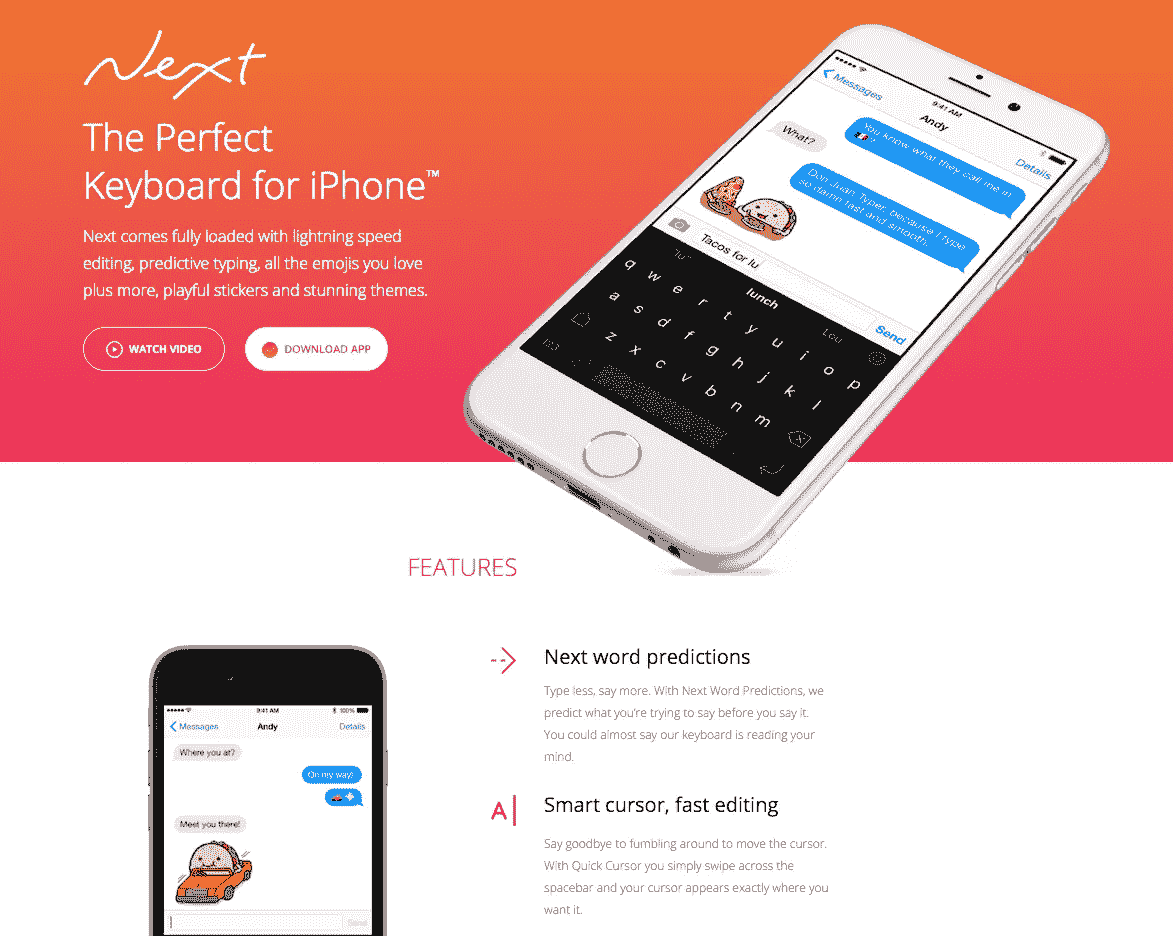 Next
The Perfect
Keyboard for iPhone™
Next comes fully loaded with lightning speed
editing, predictive typing, all the emojis you love
plus more, playful stickers and stunning themes.
WATCH VIDEO
DOWNLOAD APP
9:41 AM
Messages
Andy
Details
You know what they call me in
?
What?
Don Juan Typer, because I type
so damn fast and smooth.
Tacos for lu
Send
"lu"
lunch
Lou
q w e r t y u i o p
a s d f g h j k l
z x c v b n m
FEATURES
9:41 AM
100%
Messages
Andy
Details
Where you at?
On my way!
Meet you there!
Send
Next word predictions
Type less, say more. With Next Word Predictions, we
predict what you're trying to say before you say it.
You could almost say our keyboard is reading your
mind.
A
Smart cursor, fast editing
Say goodbye to fumbling around to move the cursor.
With Quick Cursor you simply swipe across the
spacebar and your cursor appears exactly where you
want it.